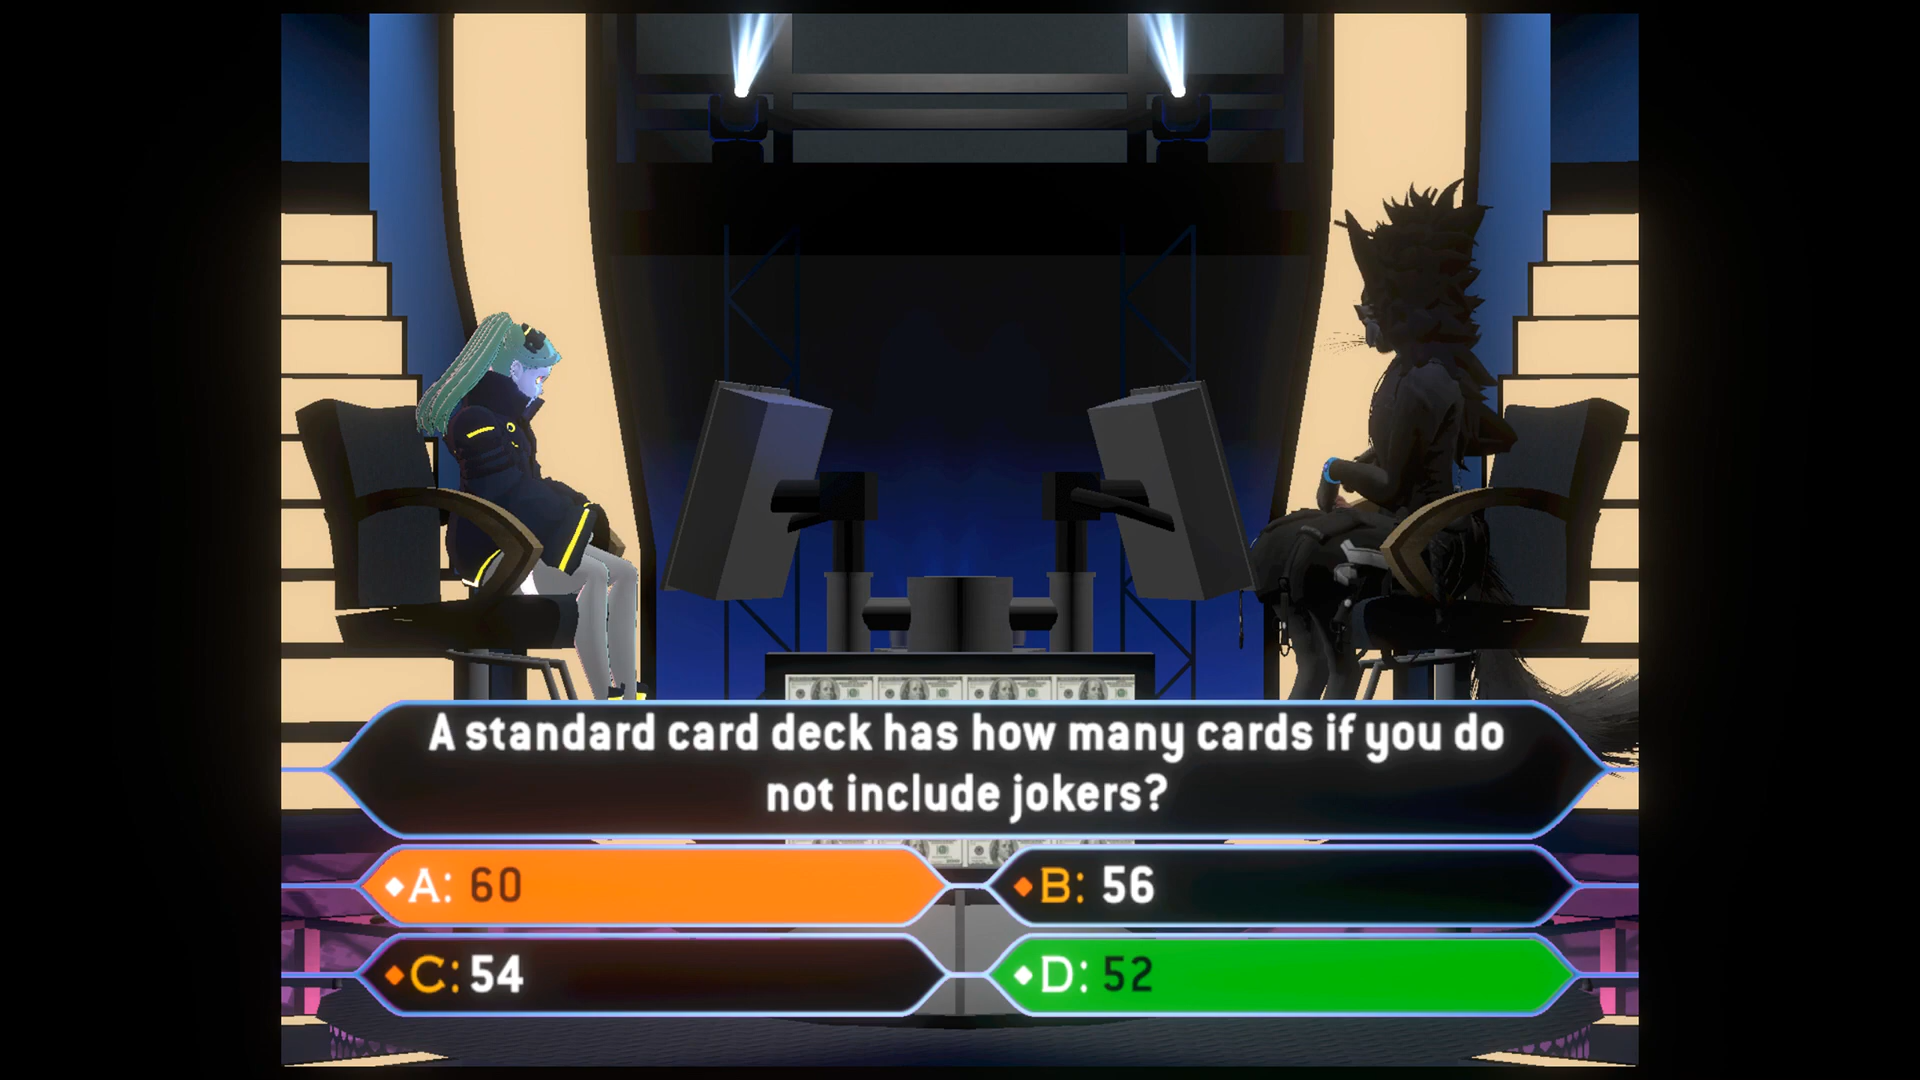 A standard card deck has how many cards if you do
not include jokers?
A: 60
B: 56
C: 54
D: 52